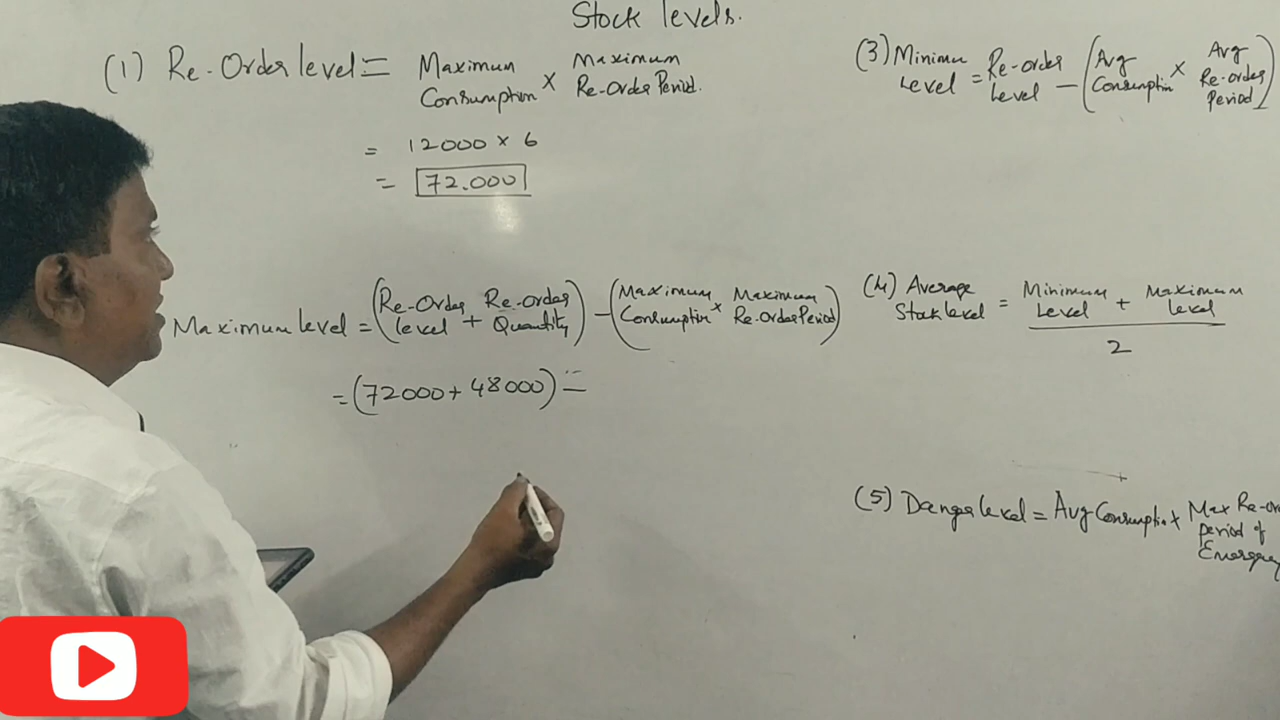 Stock levels.
(1) Re-Order level = Maximum Consumption × Maximum Re-Order Period.
= 12000 × 6
= 72.000
Maximum level = (Re-Order level + Re-order Quantity) - (Maximum Consumption × Maximum Re-Order Period)
= (72000 + 48000) -
(3) Minimum Level = Re-order Level - (Avg Consumption × Avg Re-order Period)
(4) Average Stock level = Minimum Level + Maximum Level
2
(5) Danger level = Avg Consumption × Max Re-or
period of
Emergency